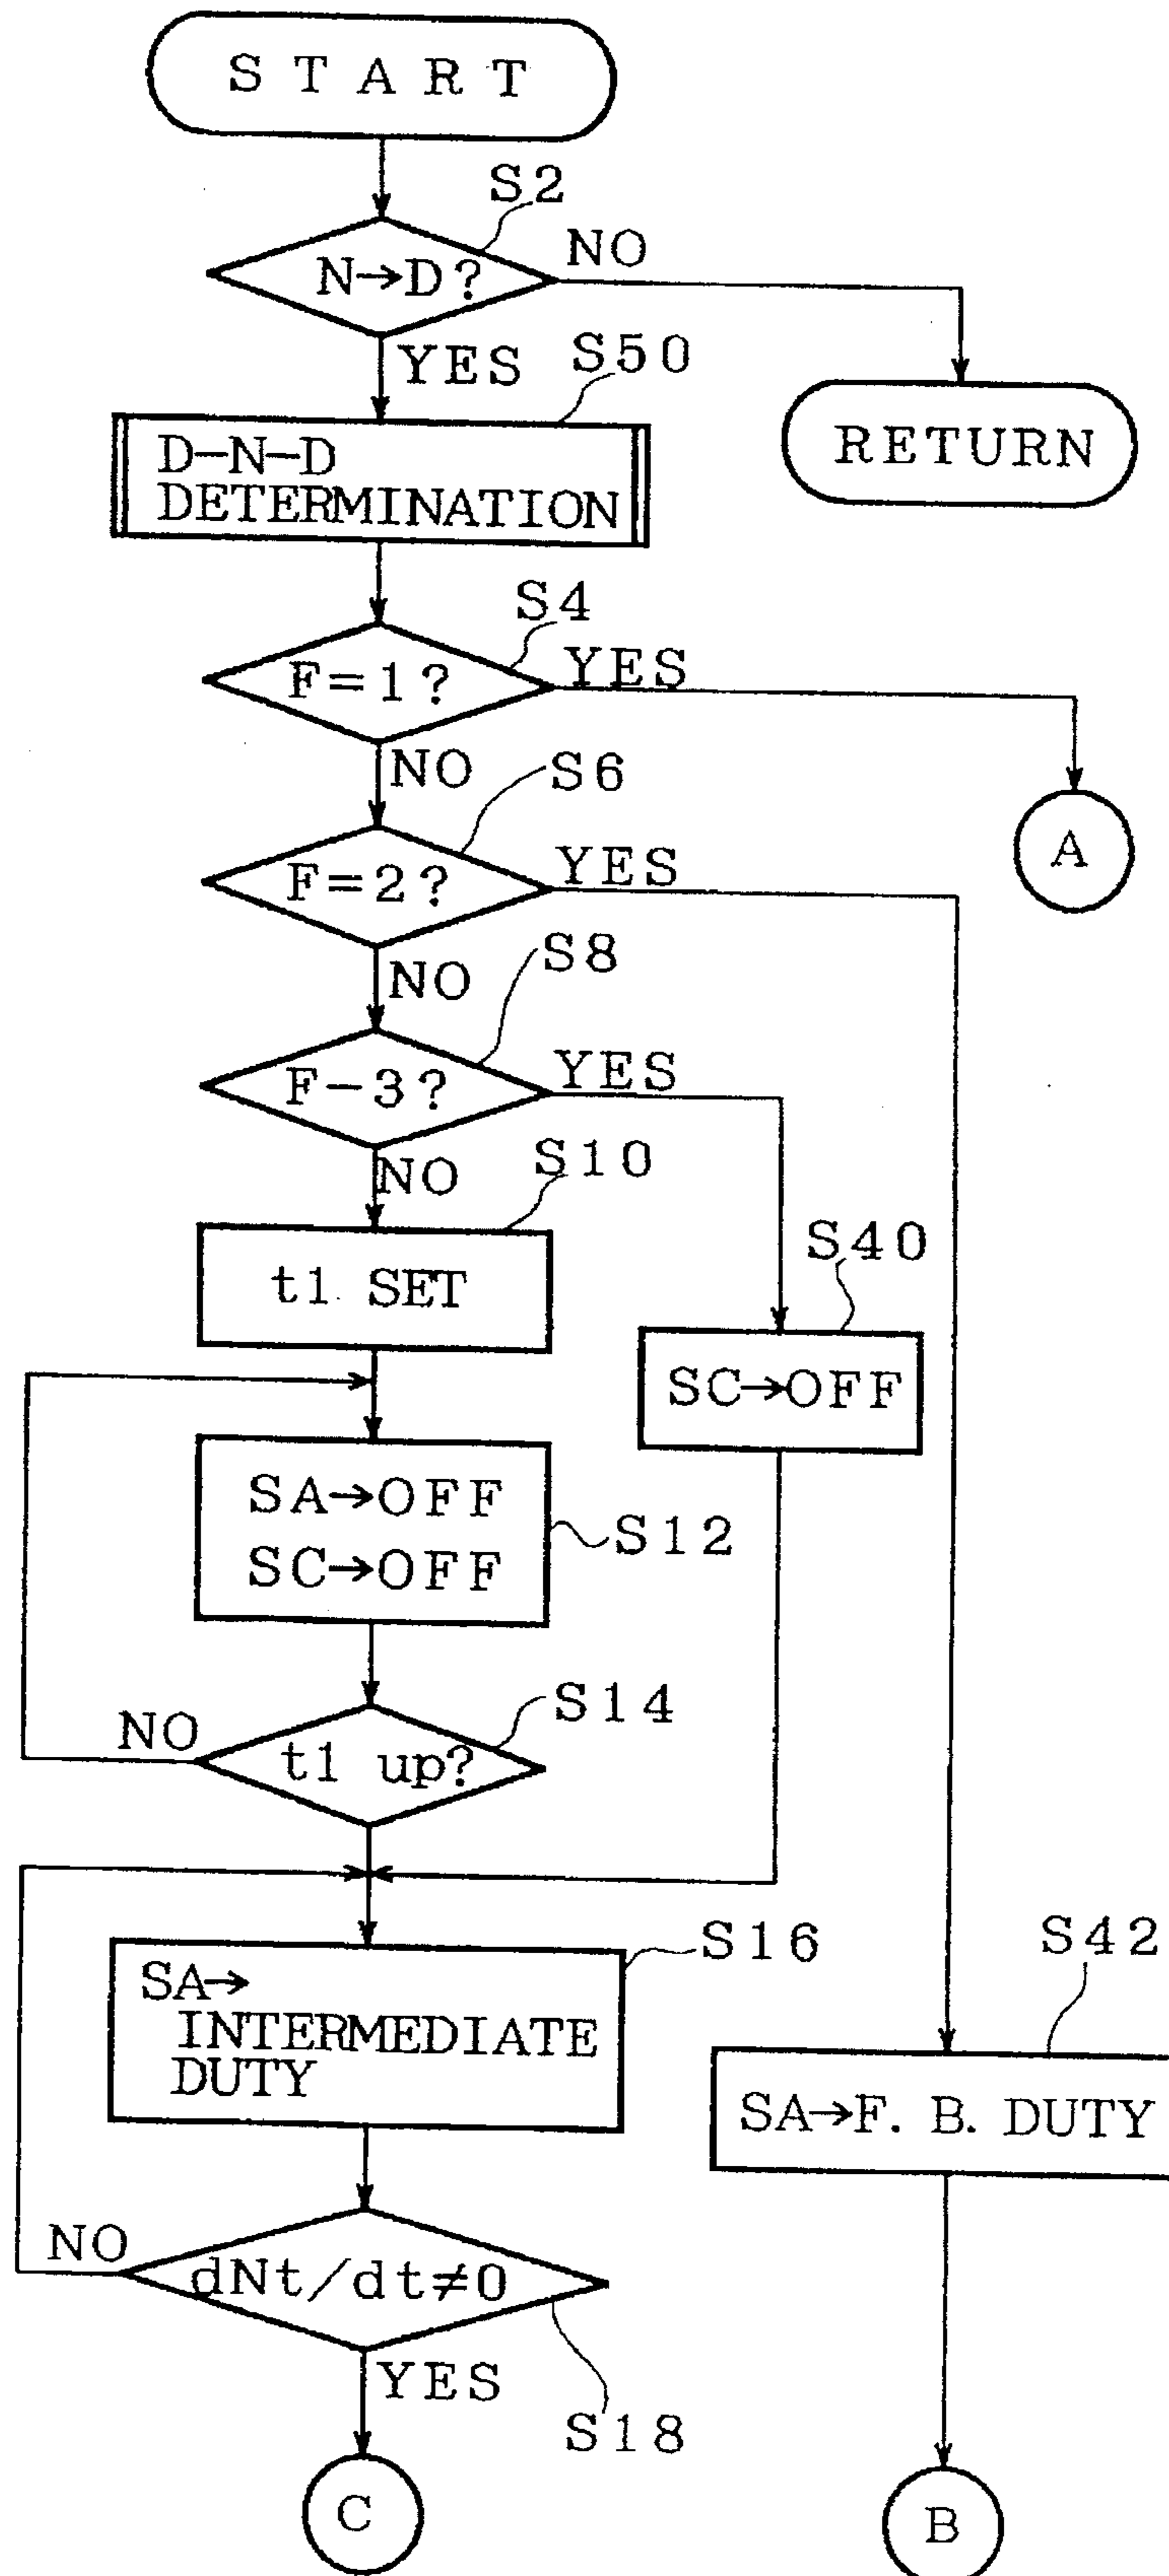 START
S2
N→D?
NO
YES
S50
D-N-D
DETERMINATION
RETURN
S4
F=1?
YES
NO
A
S6
F=2?
YES
NO
S8
F-3?
YES
NO
S10
t1 SET
S40
SC→OFF
SA→OFF
SC→OFF
S12
S14
NO
t1 up?
S16
SA→
INTERMEDIATE
DUTY
S42
SA→F. B. DUTY
NO
dNt/dt≠0
YES
S18
C
B